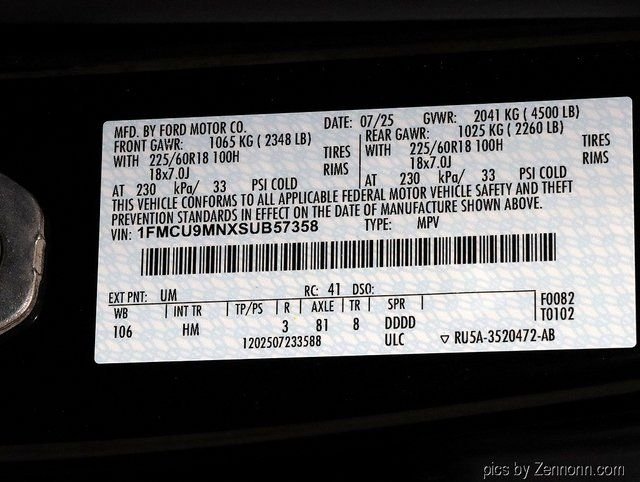 MFD. BY FORD MOTOR CO. DATE: 07/25 GVWR: 2041 KG ( 4500 LB)
FRONT GAWR: 1065 KG ( 2348 LB) REAR GAWR: 1025 KG ( 2260 LB)
WITH 225/60R18 100H TIRES WITH 225/60R18 100H TIRES
18x7.0J RIMS 18x7.0J RIMS
AT 230 kPa/ 33 PSI COLD AT 230 kPa/ 33 PSI COLD
THIS VEHICLE CONFORMS TO ALL APPLICABLE FEDERAL MOTOR VEHICLE SAFETY AND THEFT
PREVENTION STANDARDS IN EFFECT ON THE DATE OF MANUFACTURE SHOWN ABOVE.
VIN: 1FMCU9MNXSUB57358 TYPE: MPV
EXT PNT: UM RC: 41 DSO:
WB INT TR TP/PS R AXLE TR SPR F0082
106 HM 3 81 8 DDDD T0102
1202507233588 ULC ▽ RU5A-3520472-AB
pics by Zennonn.com